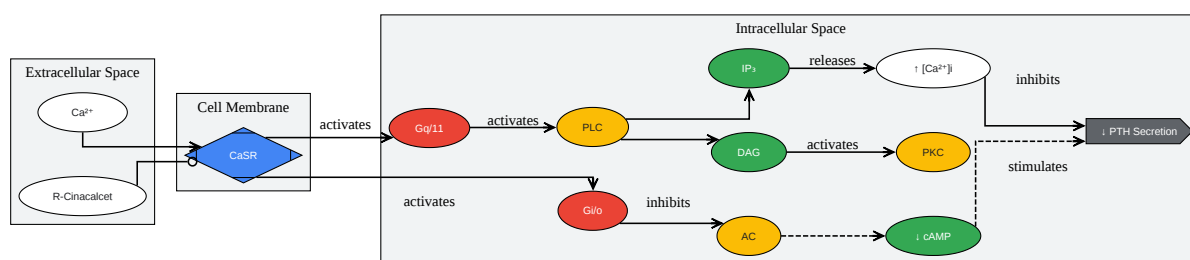 Intracellular Space
Extracellular Space
Cell Membrane
Ca²⁺
R-Cinacalcet
CaSR
activates
activates
Gq/11
activates
PLC
IP₃
releases
↑ [Ca²⁺]i
inhibits
↓ PTH Secretion
DAG
activates
PKC
stimulates
Gi/o
inhibits
AC
↓ cAMP